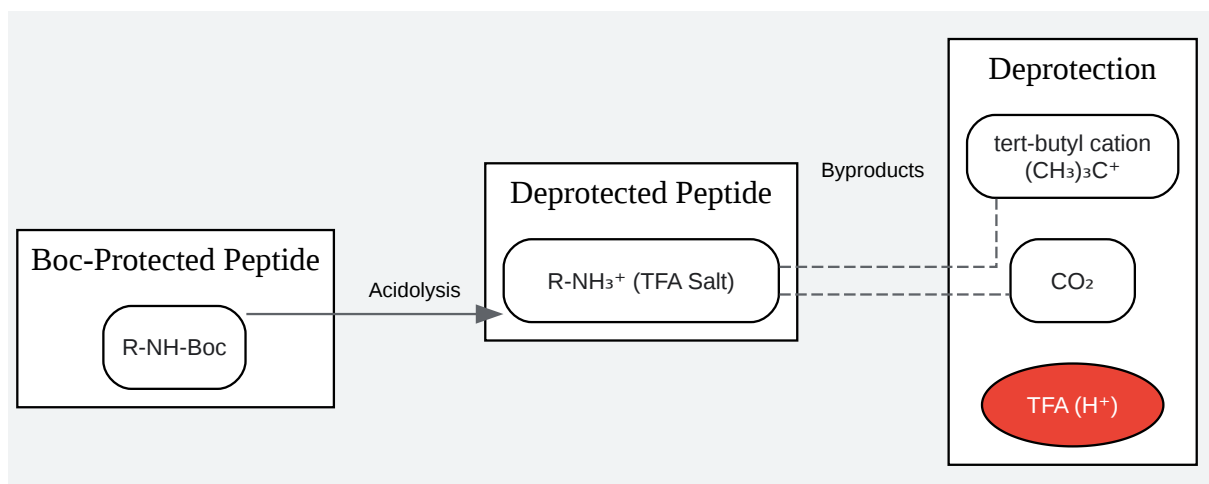 Boc-Protected Peptide
R-NH-Boc
Acidolysis
Deprotected Peptide
R-NH₃⁺ (TFA Salt)
Byproducts
Deprotection
tert-butyl cation
(CH₃)₃C⁺
CO₂
TFA (H⁺)